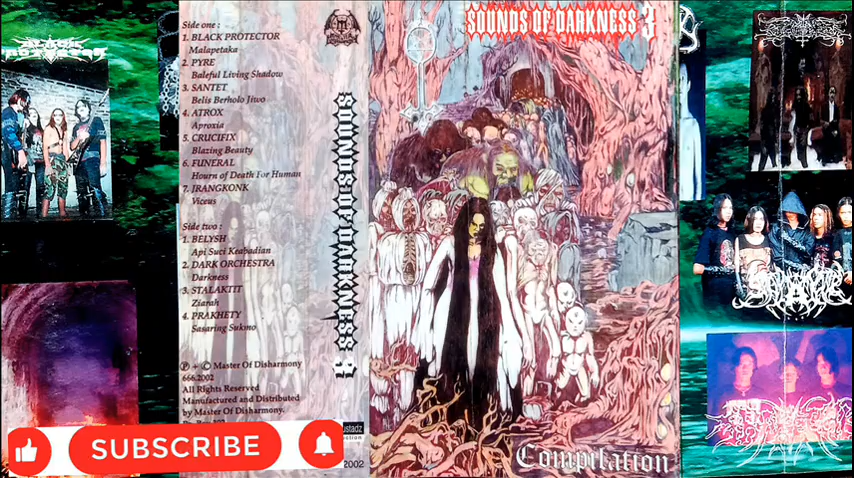 Side one :
1. BLACK PROTECTOR
Malapetaka
2. PYRE
Baleful Living Shadow
3. SANTET
Belis Berholo Jiwo
4. ATROX
Aproxia
5. CRUCIFIX
Blazing Beauty
6. FUNERAL
Hourn of Death For Human
7. JRANGKONK
Viceus
Side two :
1. BELYSH
Api Suci Keabadian
2. DARK ORCHESTRA
Darkness
3. STALAKTIT
Ziarah
4. PRAKHETY
Sasaring Sukmo
℗ + © Master Of Disharmony
666.2002
All Rights Reserved
Manufactured and Distributed
by Master Of Disharmony.
2002
SOUNDS OF DARKNESS 3
SOUNDS OF DARKNESS 3
Compilation
SUBSCRIBE